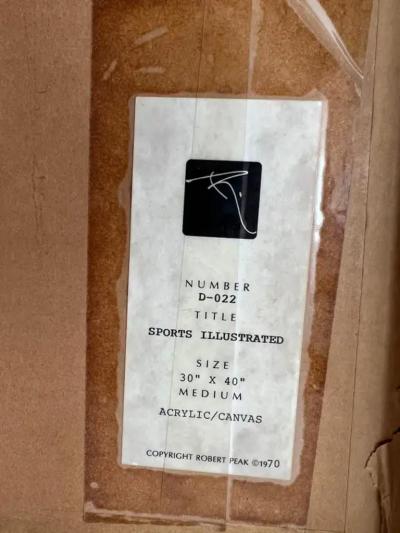 NUMBER
D-022
TITLE
SPORTS ILLUSTRATED
SIZE
30" X 40"
MEDIUM
ACRYLIC/CANVAS
COPYRIGHT ROBERT PEAK ©1970